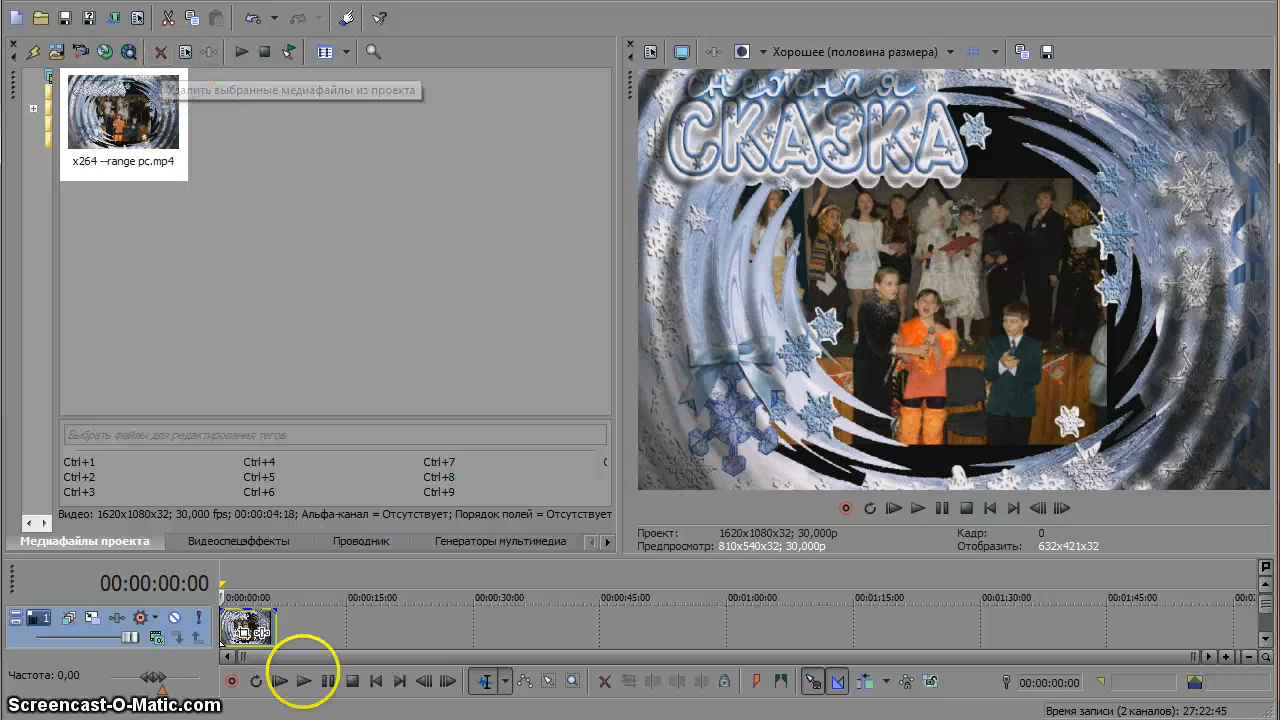 Хорошее (половина размера)
Удалить выбранные медиафайлы из проекта
x264 --range pc.mp4
снежная
СКАЗКА
Выбрать файлы для редактирования тегов
Ctrl+1 Ctrl+4 Ctrl+7
Ctrl+2 Ctrl+5 Ctrl+8
Ctrl+3 Ctrl+6 Ctrl+9
Видео: 1620x1080x32; 30,000 fps; 00:00:04:18; Альфа-канал = Отсутствует; Порядок полей = Отсутствует
Медиафайлы проекта Видеоспецэффекты Проводник Генераторы мультимедиа
Проект: 1620x1080x32; 30,000p Кадр: 0
Предпросмотр: 810x540x32; 30,000p Отобразить: 632x421x32
00:00:00:00
00:00:00:00 00:00:15:00 00:00:30:00 00:00:45:00 00:01:00:00 00:01:15:00 00:01:30:00 00:01:45:00 00:0
1
Частота: 0,00
00:00:00:00
Screencast-O-Matic.com
Время записи (2 каналов): 27:22:45